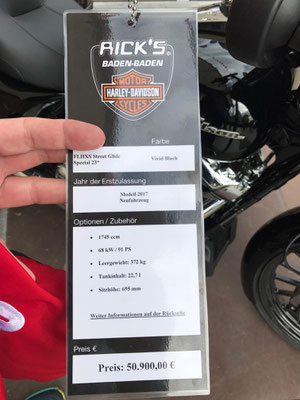 RICK'S
BADEN-BADEN
MOTOR
HARLEY-DAVIDSON
CYCLES
Farbe
FLHXS Street Glide
Special 23"
Vivid Black
Jahr der Erstzulassung
Modell 2017
Neufahrzeug
Optionen / Zubehör
• 1745 ccm
• 68 kW / 91 PS
• Leergewicht: 372 kg
• Tankinhalt: 22,7 l
• Sitzhöhe: 695 mm
Weiter Informationen auf der Rückseite
Preis €
Preis: 50.900,00 €